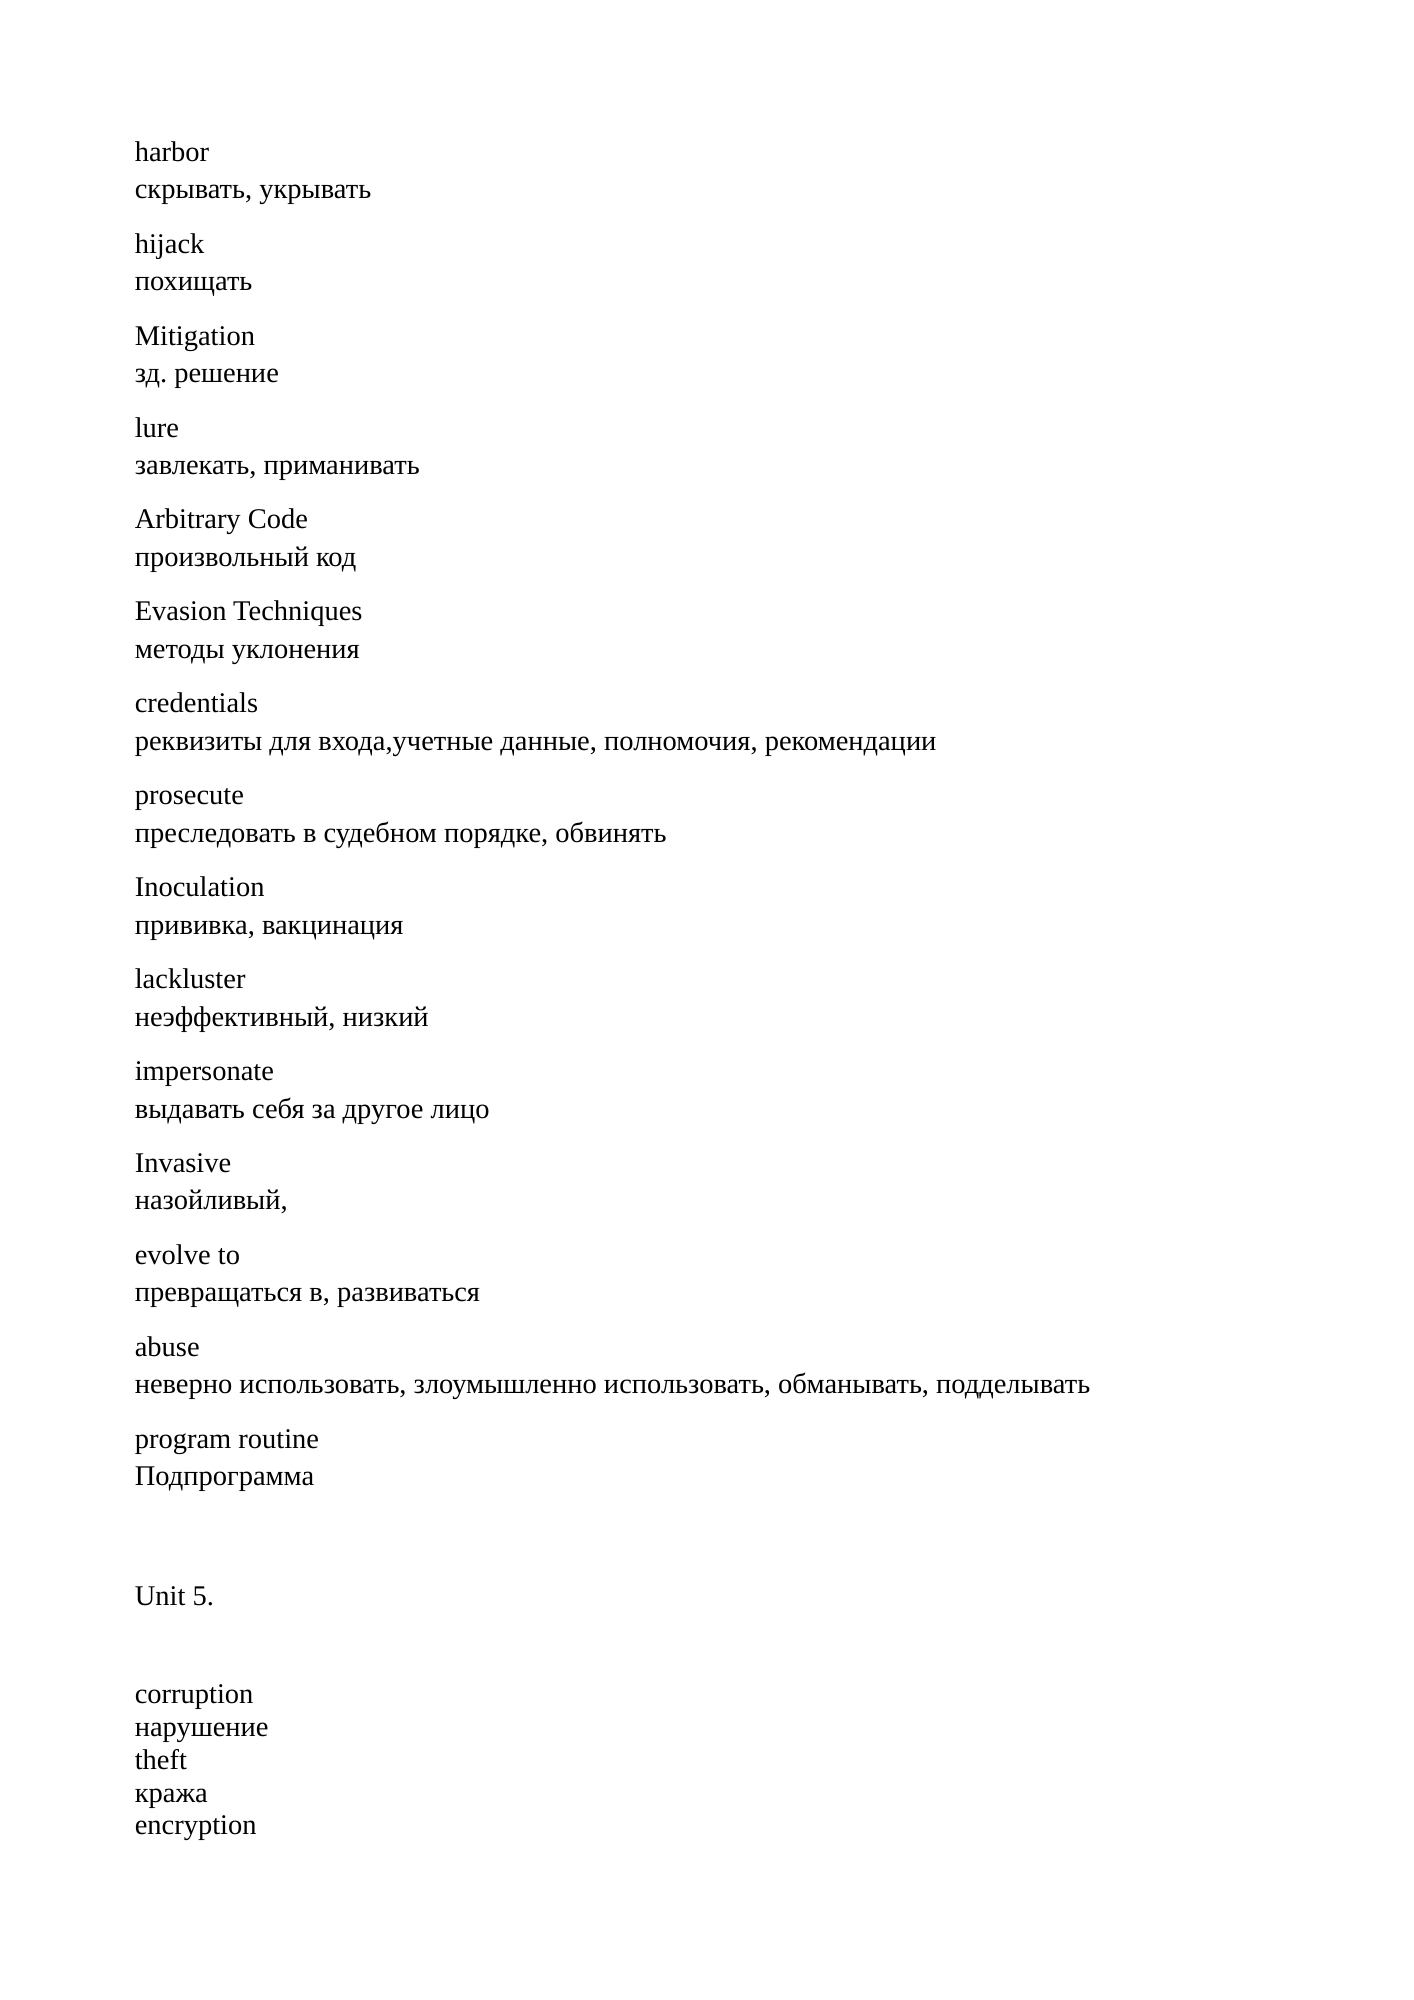 harbor
скрывать, укрывать
hijack
похищать
Mitigation
зд. решение
lure
завлекать, приманивать
Arbitrary Code
произвольный код
Evasion Techniques
методы уклонения
credentials
реквизиты для входа,учетные данные, полномочия, рекомендации
prosecute
преследовать в судебном порядке, обвинять
Inoculation
прививка, вакцинация
lackluster
неэффективный, низкий
impersonate
выдавать себя за другое лицо
Invasive
назойливый,
evolve to
превращаться в, развиваться
abuse
неверно использовать, злоумышленно использовать, обманывать, подделывать
program routine
Подпрограмма
Unit 5.
corruption
нарушение
theft
кража
encryption